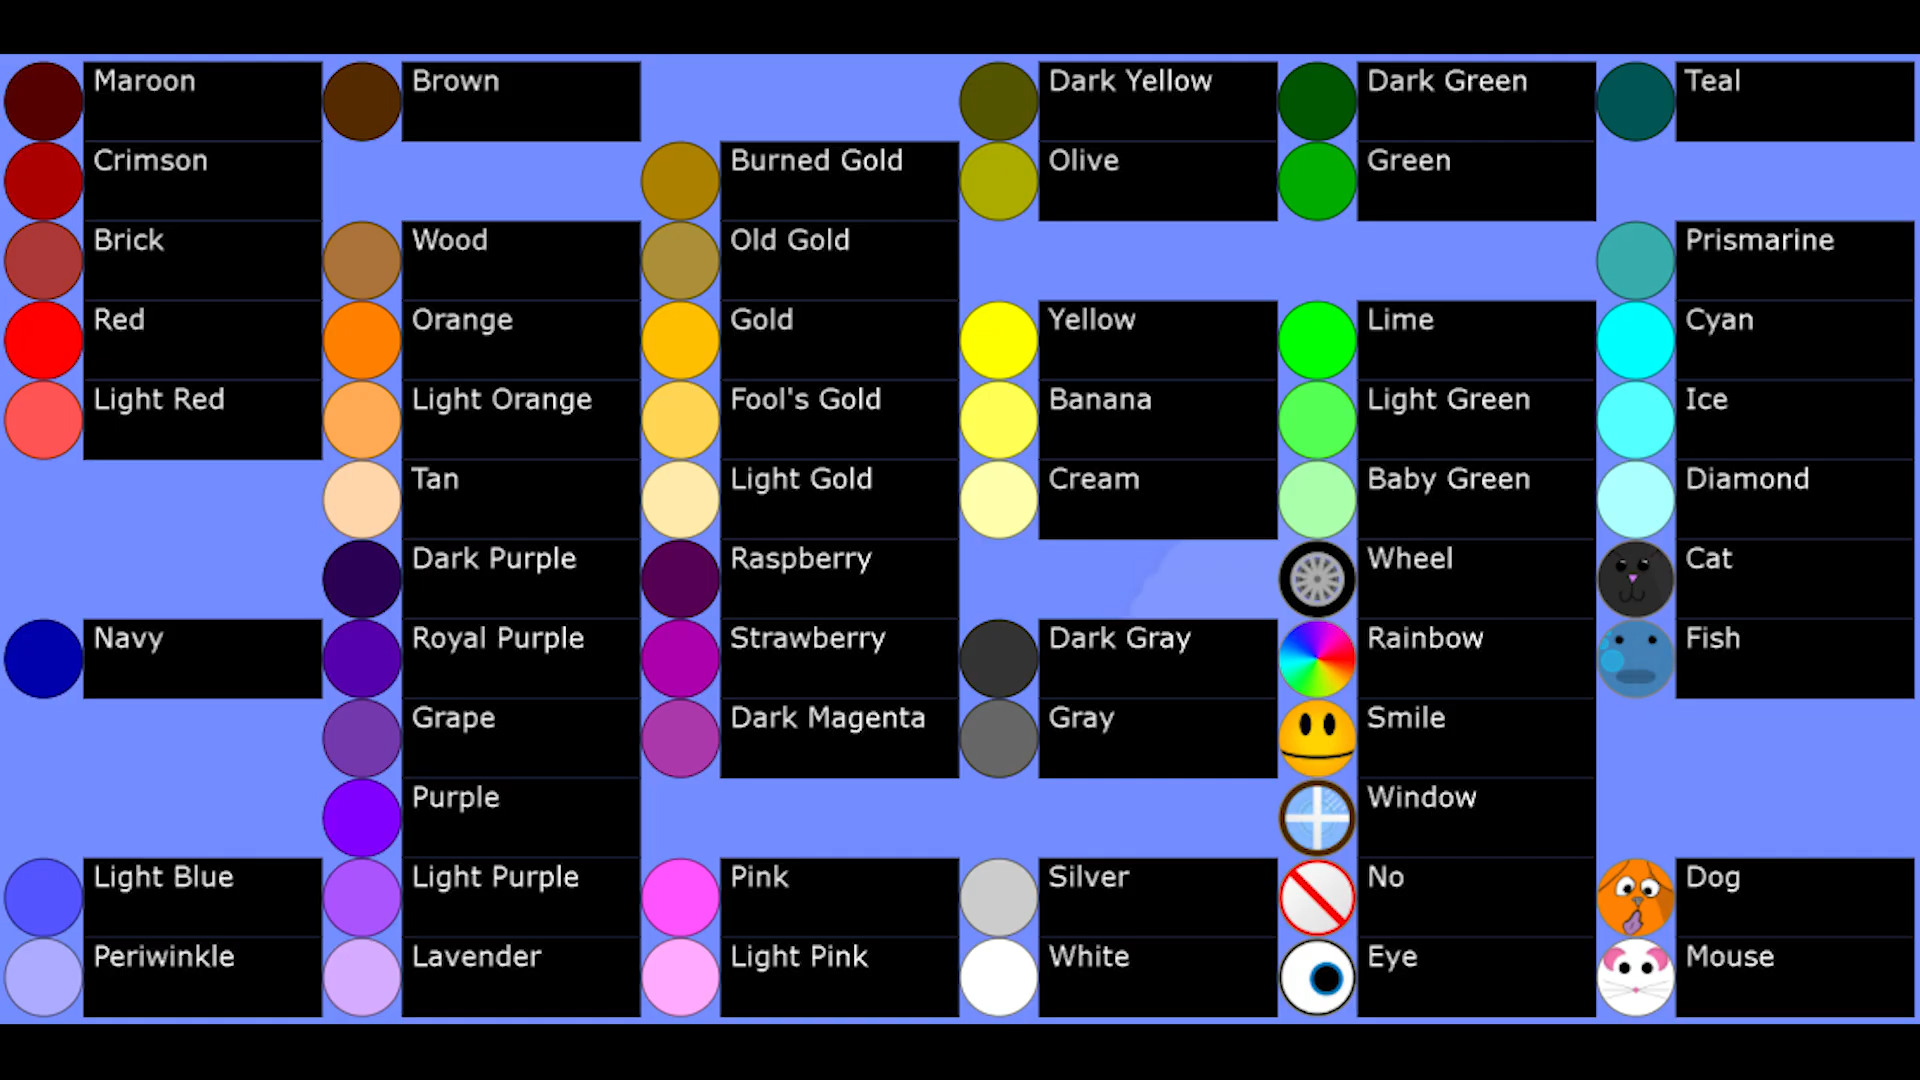 Maroon
Brown
Dark Yellow
Dark Green
Teal
Crimson
Burned Gold
Olive
Green
Brick
Wood
Old Gold
Prismarine
Red
Orange
Gold
Yellow
Lime
Cyan
Light Red
Light Orange
Fool's Gold
Banana
Light Green
Ice
Tan
Light Gold
Cream
Baby Green
Diamond
Dark Purple
Raspberry
Wheel
Cat
Navy
Royal Purple
Strawberry
Dark Gray
Rainbow
Fish
Grape
Dark Magenta
Gray
Smile
Purple
Window
Light Blue
Light Purple
Pink
Silver
No
Dog
Periwinkle
Lavender
Light Pink
White
Eye
Mouse